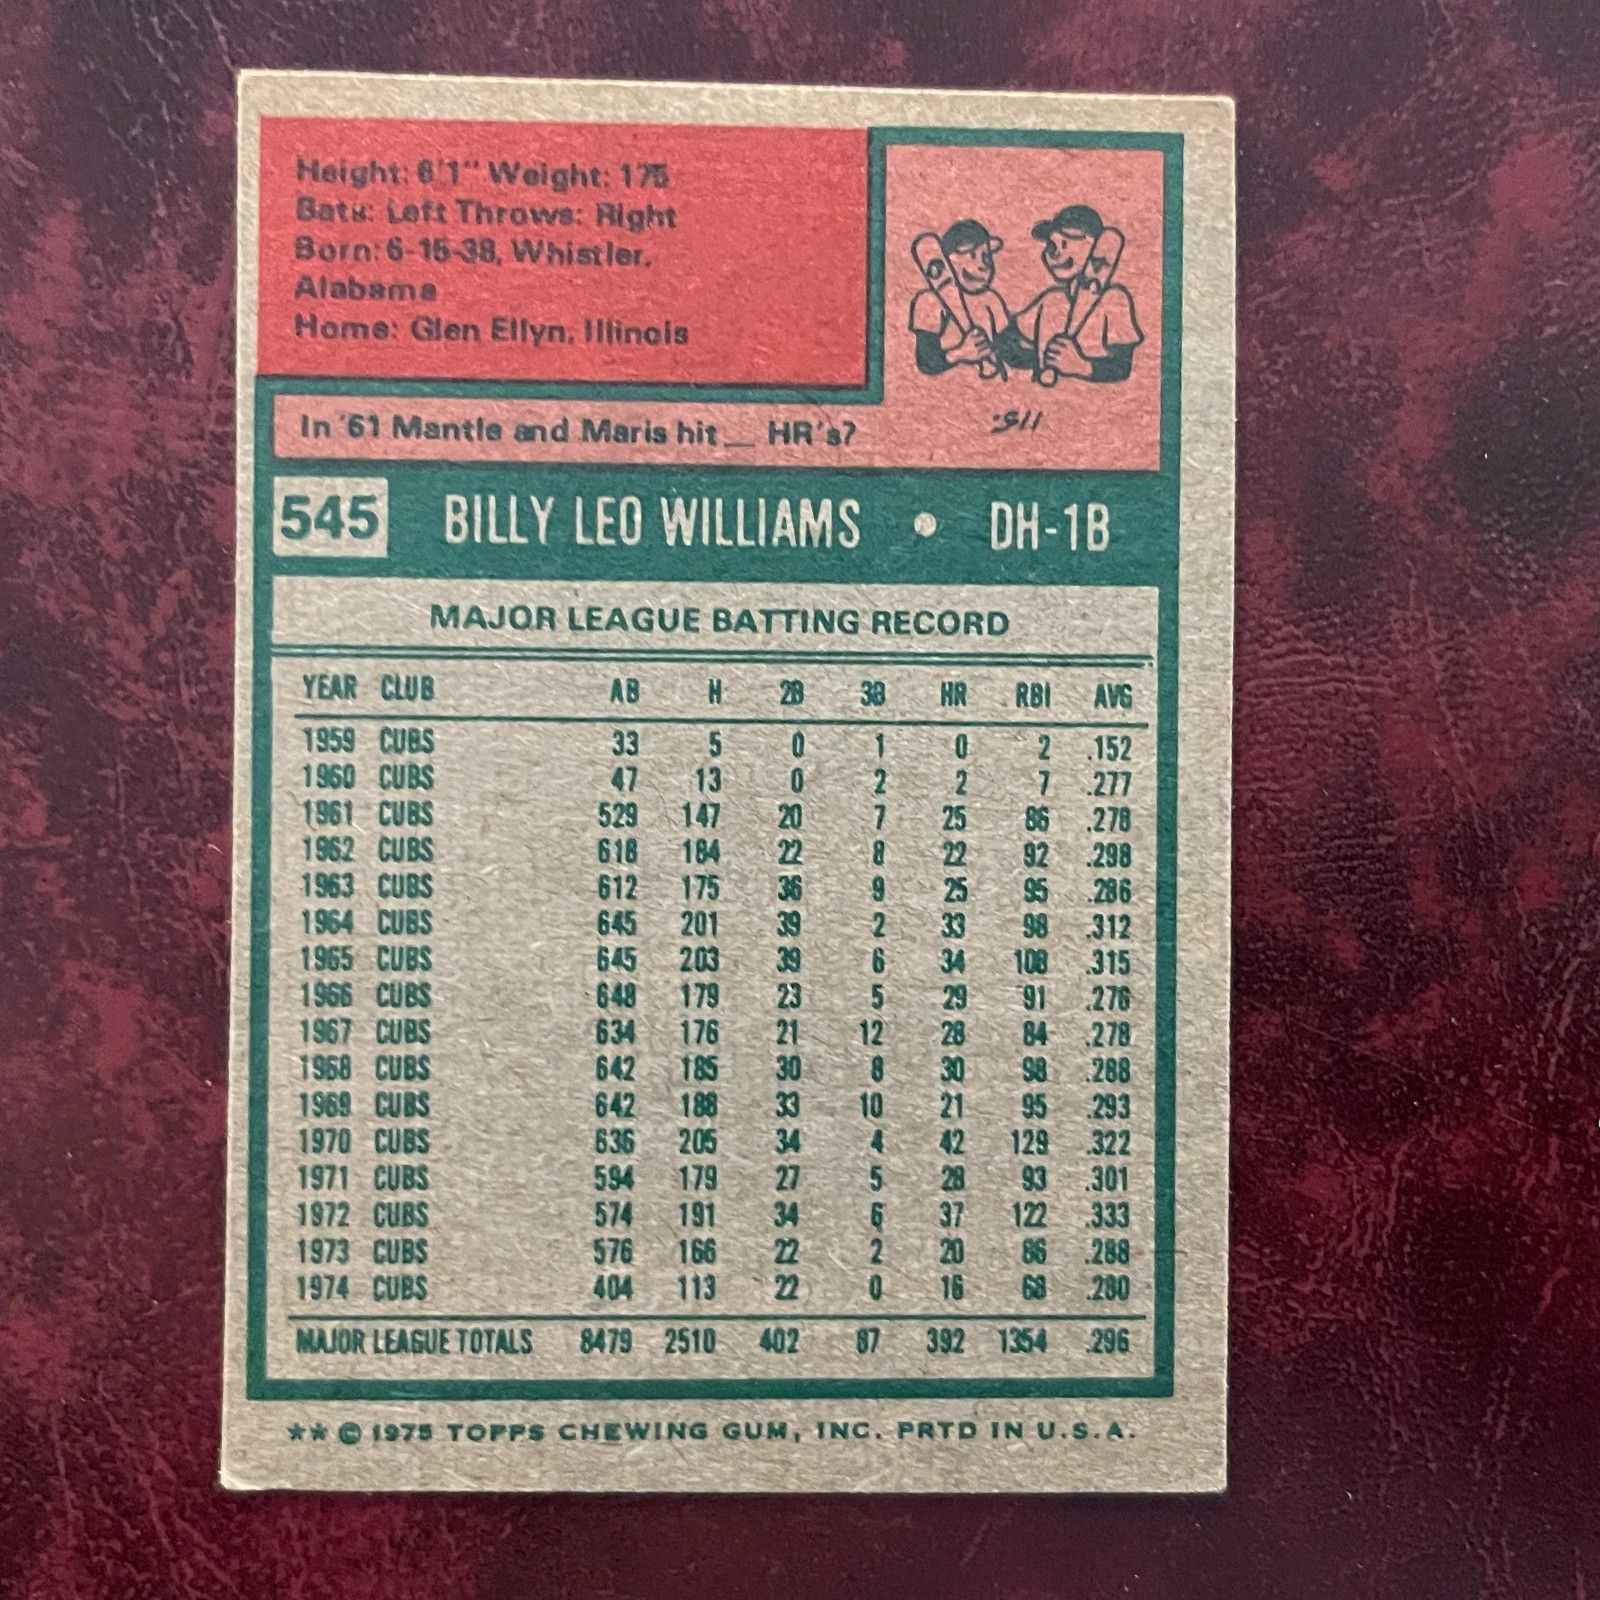 Height: 6'1" Weight: 175
Bats: Left Throws: Right
Born: 6-15-38, Whistler,
Alabama
Home: Glen Ellyn, Illinois
In '61 Mantle and Maris hit __ HR's?
115.
545 BILLY LEO WILLIAMS • DH-1B
MAJOR LEAGUE BATTING RECORD
YEAR CLUB AB H 2B 3B HR RBI AVG
1959 CUBS 33 5 0 1 0 2 .152
1960 CUBS 47 13 0 2 2 7 .277
1961 CUBS 529 147 20 7 25 86 .278
1962 CUBS 618 184 22 8 22 92 .298
1963 CUBS 612 175 36 9 25 95 .286
1964 CUBS 645 201 39 2 33 98 .312
1965 CUBS 645 203 39 6 34 108 .315
1966 CUBS 648 179 23 5 29 91 .276
1967 CUBS 634 176 21 12 28 84 .278
1968 CUBS 642 185 30 8 30 98 .288
1969 CUBS 642 188 33 10 21 95 .293
1970 CUBS 636 205 34 4 42 129 .322
1971 CUBS 594 179 27 5 28 93 .301
1972 CUBS 574 191 34 6 37 122 .333
1973 CUBS 576 166 22 2 20 86 .288
1974 CUBS 404 113 22 0 16 68 .280
MAJOR LEAGUE TOTALS 8479 2510 402 87 392 1354 .296
** © 1975 TOPPS CHEWING GUM, INC. PRTD IN U.S.A.